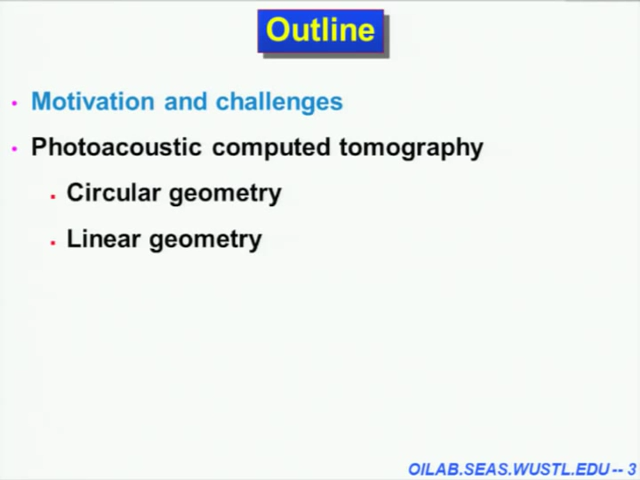 Outline
• Motivation and challenges
• Photoacoustic computed tomography
▪ Circular geometry
▪ Linear geometry
OILAB.SEAS.WUSTL.EDU -- 3